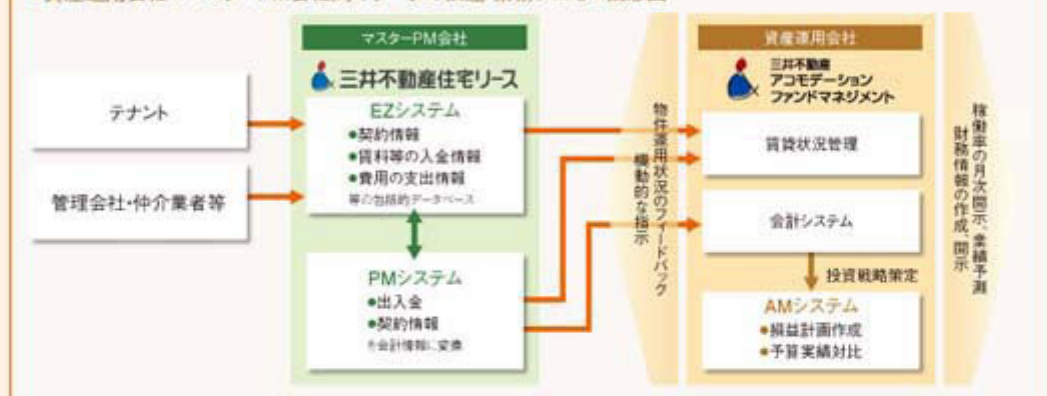 マスターPM会社
三井不動産住宅リース
テナント
管理会社・仲介業者等
EZシステム
●契約情報
●賃料等の入金情報
●費用の支出情報
等の包括的データベース
PMシステム
●出入金
●契約情報
を会計情報に変換
物件運用状況のフィードバック
機動的な指示
資産運用会社
三井不動産
アコモデーション
ファンドマネジメント
賃貸状況管理
会計システム
投資戦略策定
AMシステム
●損益計画作成
●予算実績対比
稼働率の月次開示、業績予測
財務情報の作成、開示